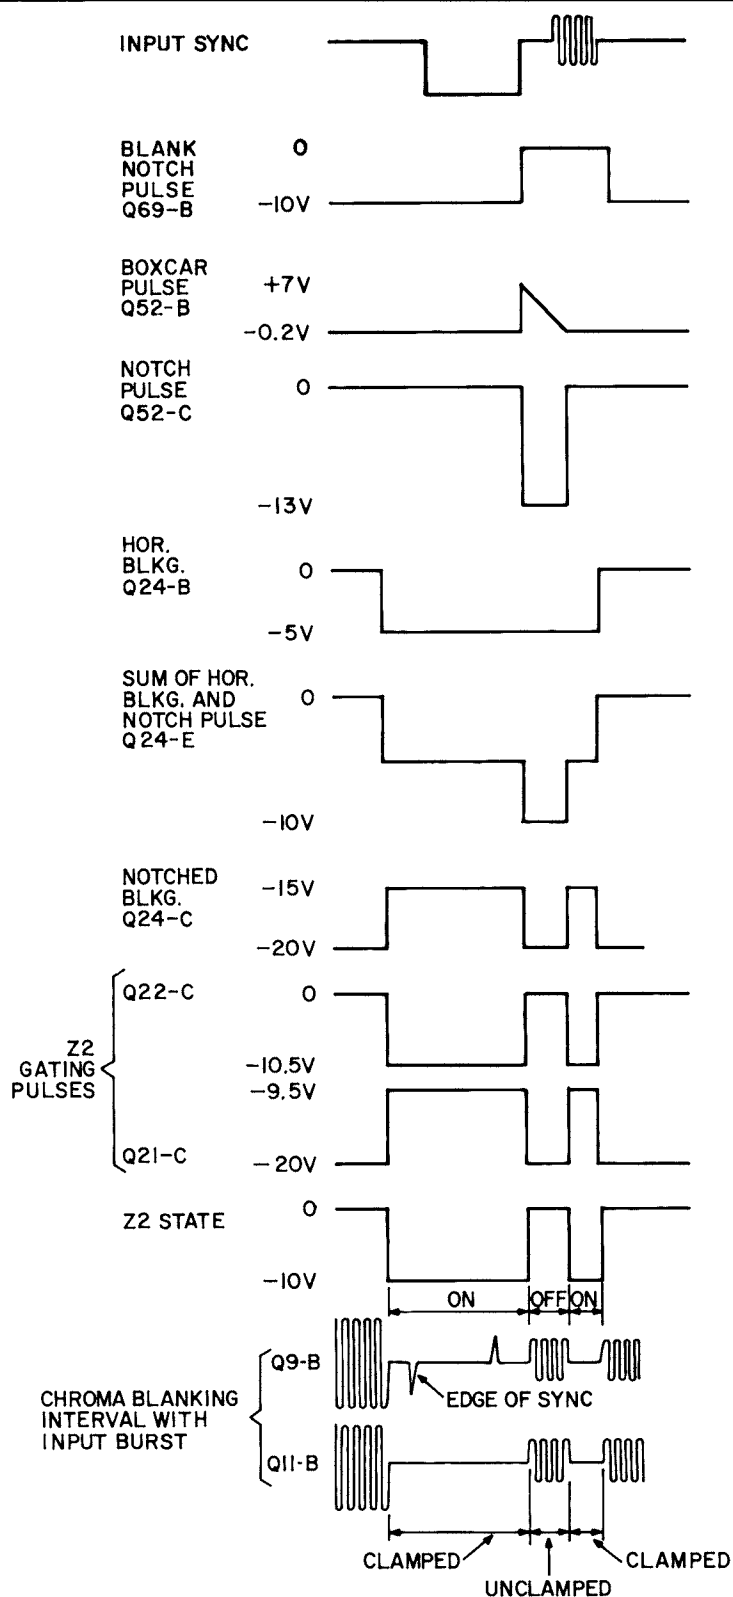 INPUT SYNC
BLANK
NOTCH
PULSE
Q69-B
0
-10V
BOXCAR
PULSE
Q52-B
+7V
-0.2V
NOTCH
PULSE
Q52-C
0
-13V
HOR.
BLKG.
Q24-B
0
-5V
SUM OF HOR.
BLKG. AND
NOTCH PULSE
Q24-E
0
-10V
NOTCHED
BLKG.
Q24-C
-15V
-20V
Z2
GATING
PULSES
Q22-C
0
-10.5V
-9.5V
Q21-C
-20V
Z2 STATE
0
-10V
ON
OFF
ON
CHROMA BLANKING
INTERVAL WITH
INPUT BURST
Q9-B
EDGE OF SYNC
Q11-B
CLAMPED
UNCLAMPED
CLAMPED